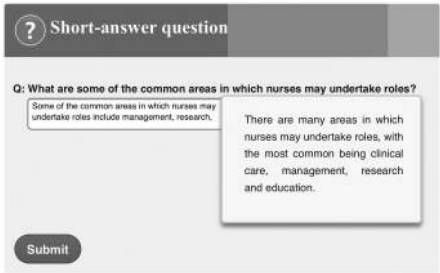 ? Short-answer question
Q: What are some of the common areas in which nurses may undertake roles?
Some of the common areas in which nurses may
undertake roles include management, research,
There are many areas in which
nurses may undertake roles, with
the most common being clinical
care, management, research
and education.
Submit